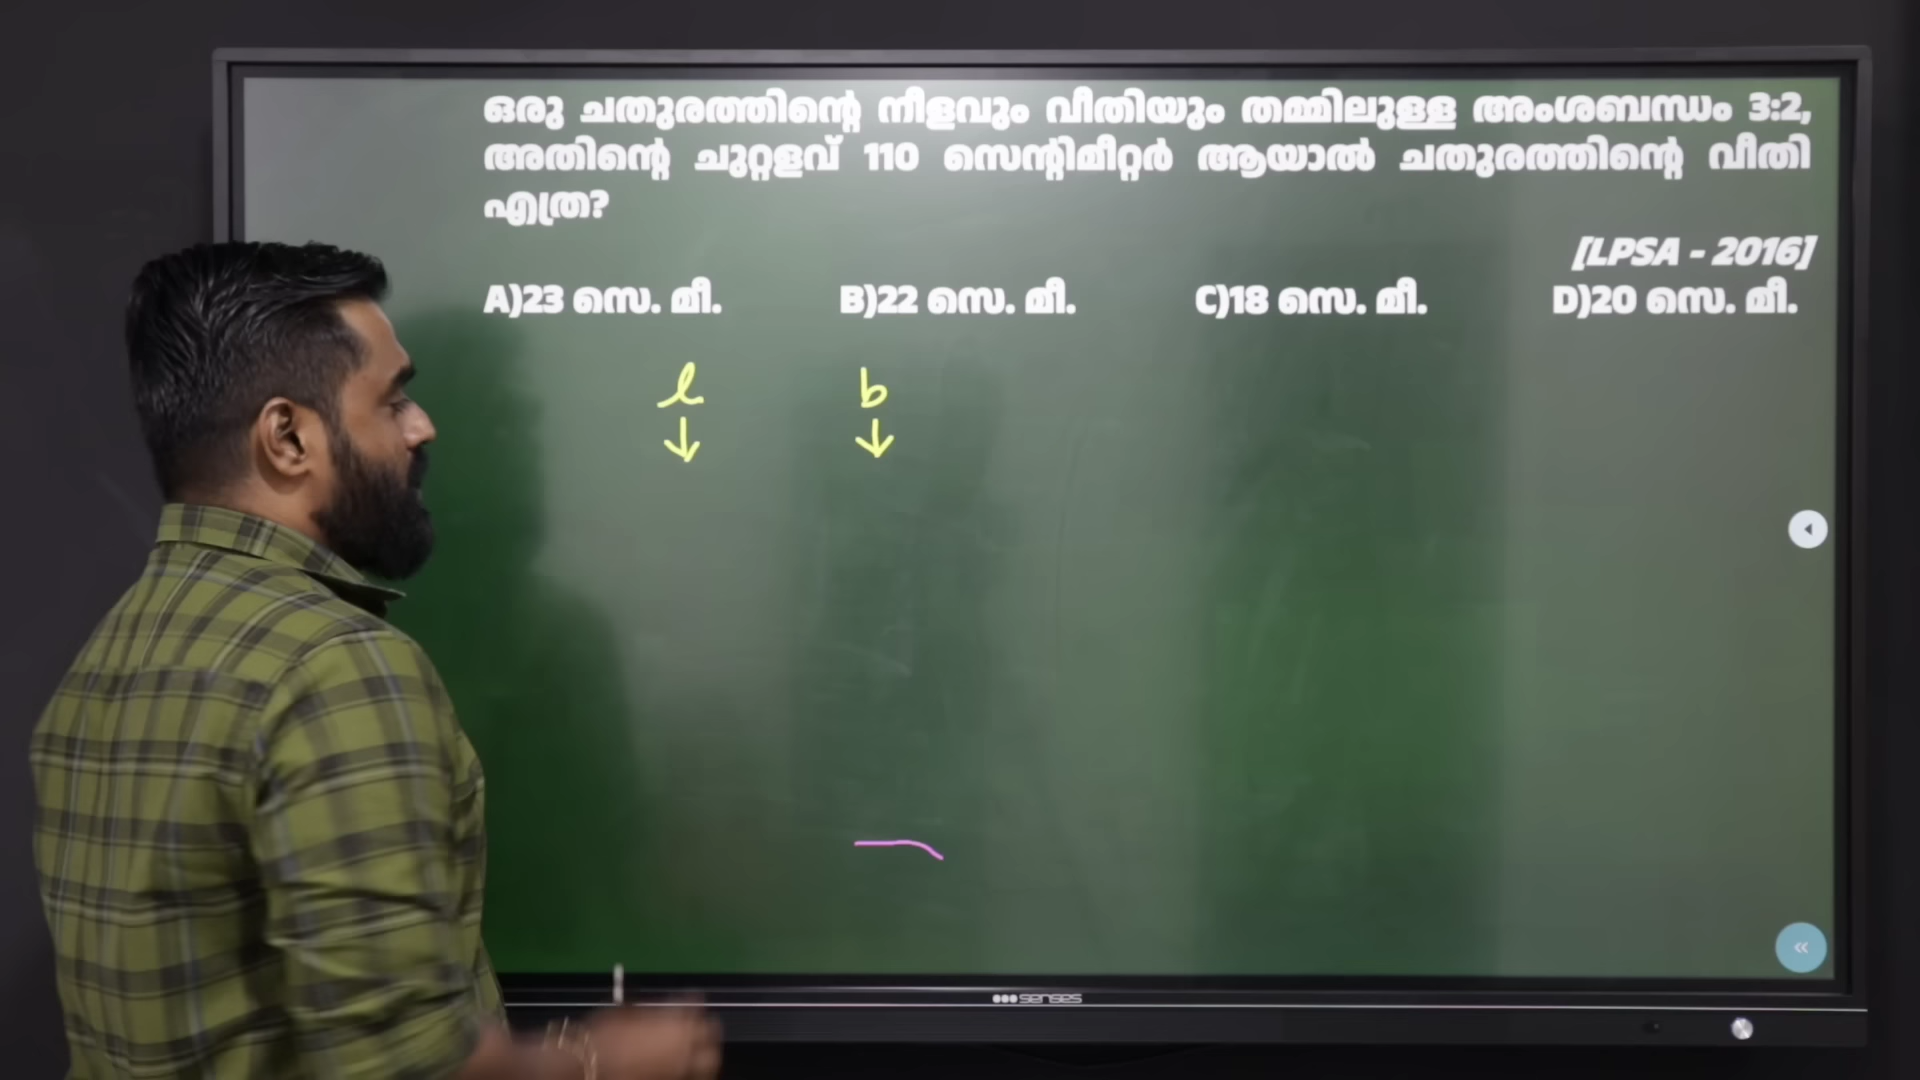 ഒരു ചതുരത്തിന്റെ നീളവും വീതിയും തമ്മിലുള്ള അംശബന്ധം 3:2,
അതിന്റെ ചുറ്റളവ് 110 സെന്റിമീറ്റർ ആയാൽ ചതുരത്തിന്റെ വീതി
എത്ര?
[LPSA - 2016]
A)23 സെ. മീ. B)22 സെ. മീ. C)18 സെ. മീ. D)20 സെ. മീ.
l b
senses